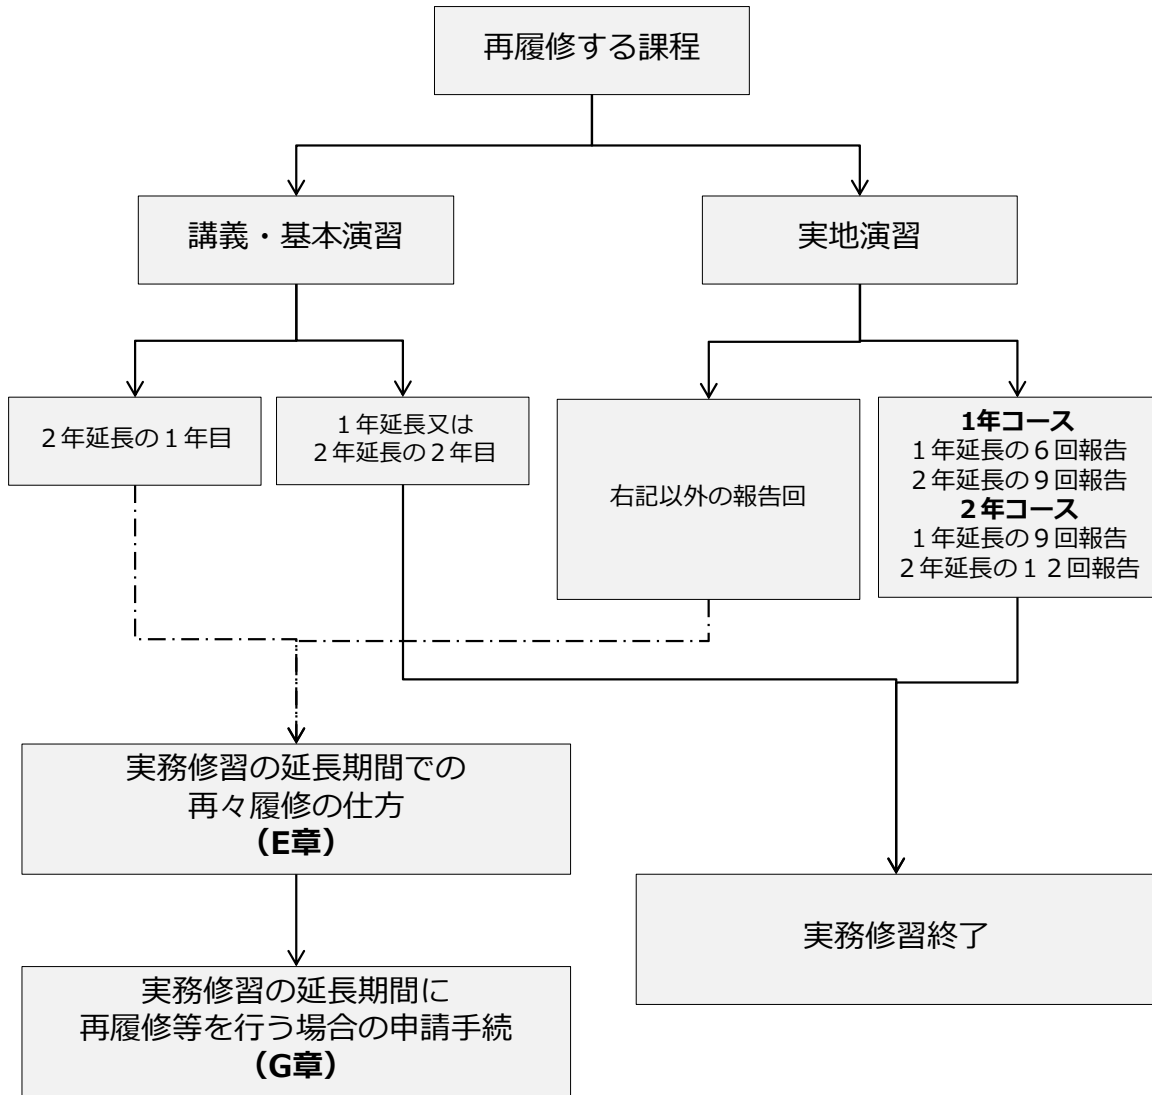 再履修する課程
講義・基本演習
実地演習
２年延長の１年目
１年延長又は
２年延長の２年目
右記以外の報告回
1年コース
１年延長の６回報告
２年延長の９回報告
２年コース
１年延長の９回報告
２年延長の１２回報告
実務修習の延長期間での
再々履修の仕方
（E章）
実務修習終了
実務修習の延長期間に
再履修等を行う場合の申請手続
（G章）